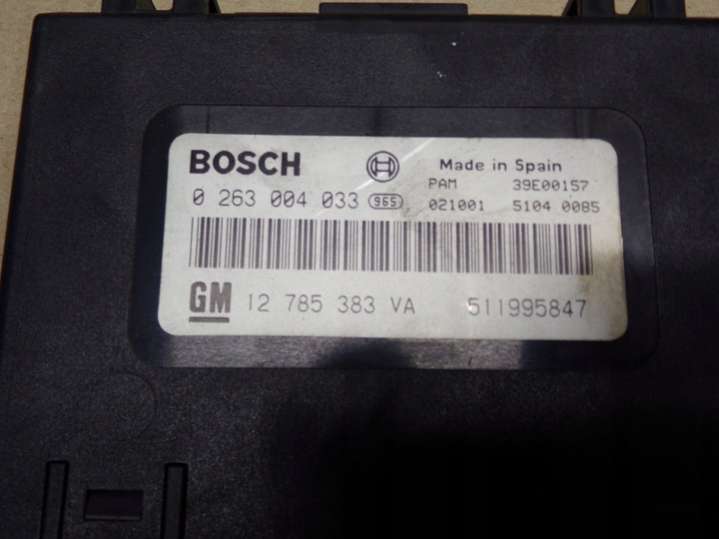 BOSCH Made in Spain
PAM 39E00157
0 263 004 033 965 021001 5104 0085
GM 12 785 383 VA 511995847